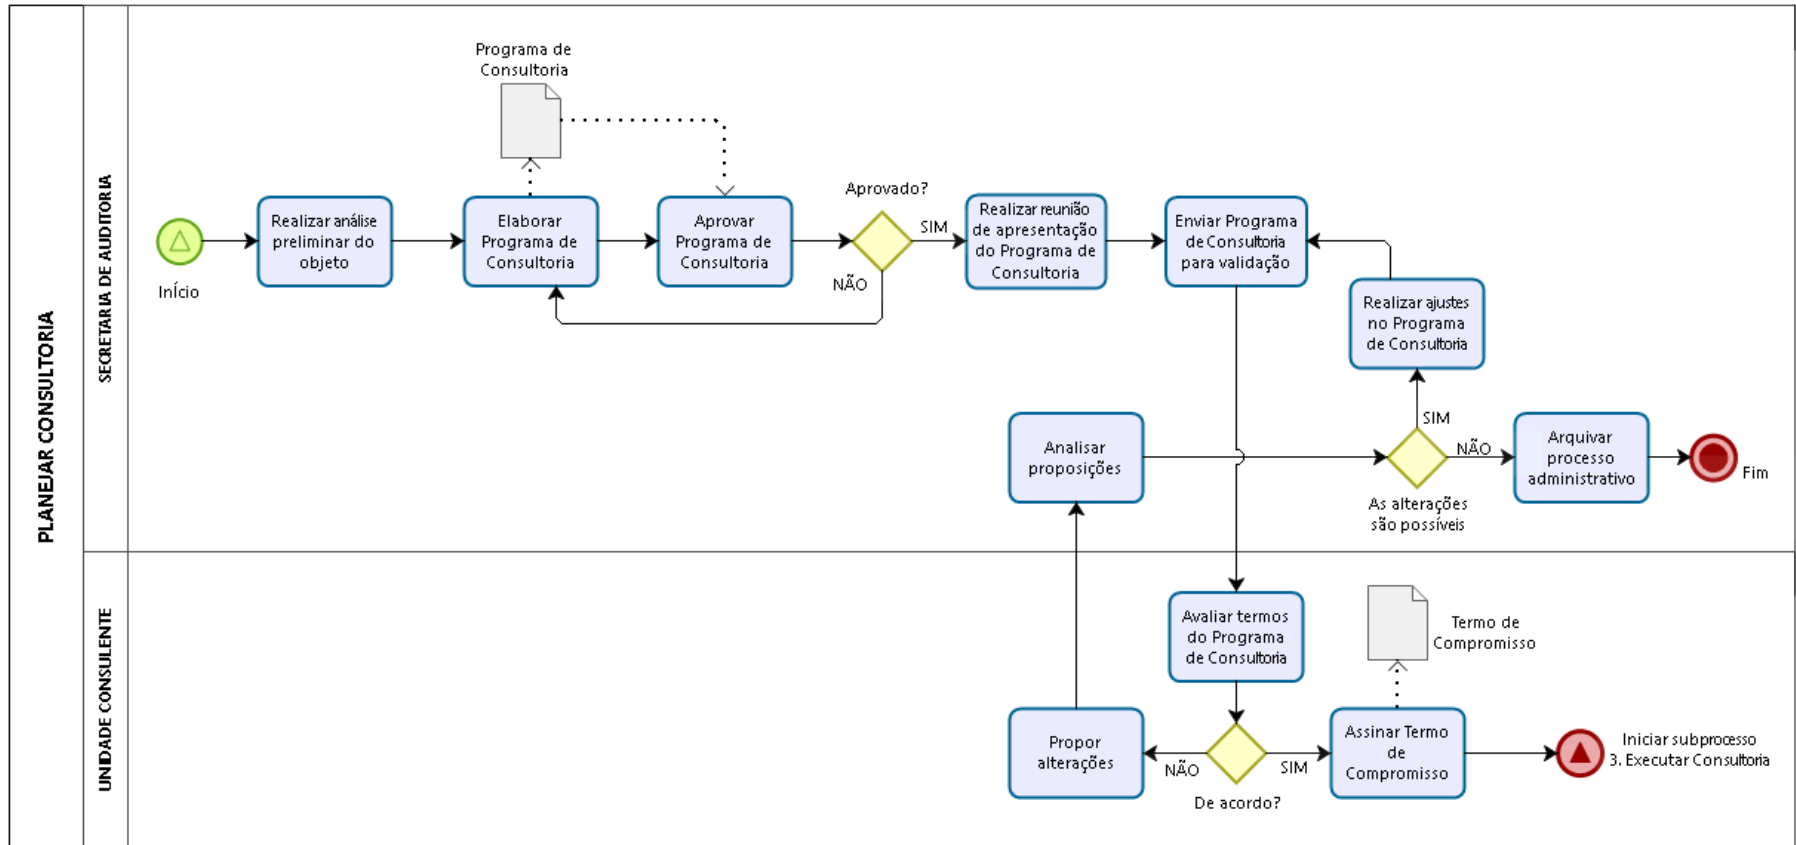 PLANEJAR CONSULTORIA
SECRETARIA DE AUDITORIA
Programa de
Consultoria
InÍcio
Realizar análise
preliminar do
objeto
Elaborar
Programa de
Consultoria
Aprovar
Programa de
Consultoria
Aprovado?
SIM
NÃO
Realizar reunião
de apresentação
do Programa de
Consultoria
Enviar Programa
de Consultoria
para validação
Realizar ajustes
no Programa
de Consultoria
Analisar
proposições
SIM
NÃO
As alterações
são possíveis
Arquivar
processo
administrativo
Fim
UNIDADE CONSULENTE
Avaliar termos
do Programa
de Consultoria
Termo de
Compromisso
Propor
alterações
NÃO
SIM
De acordo?
Assinar Termo
de
Compromisso
Iniciar subprocesso
3. Executar Consultoria